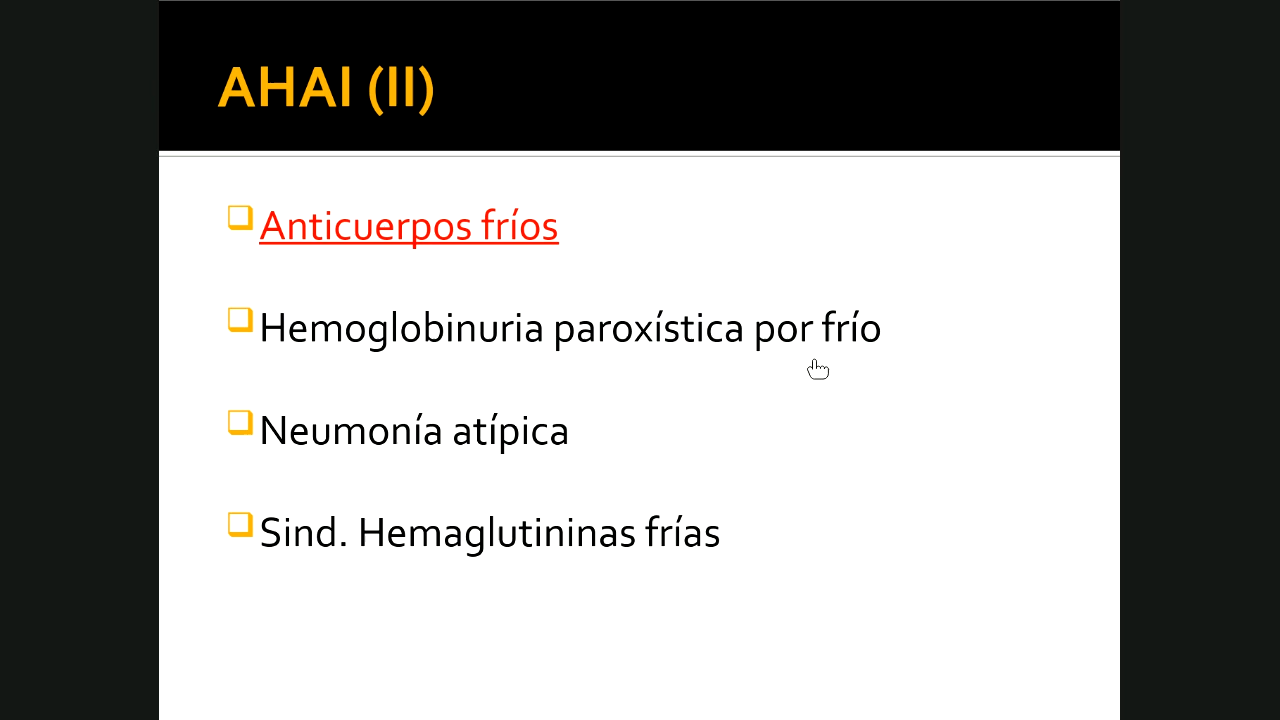 AHAI (II)
Anticuerpos fríos
Hemoglobinuria paroxística por frío
Neumonía atípica
Sind. Hemaglutininas frías